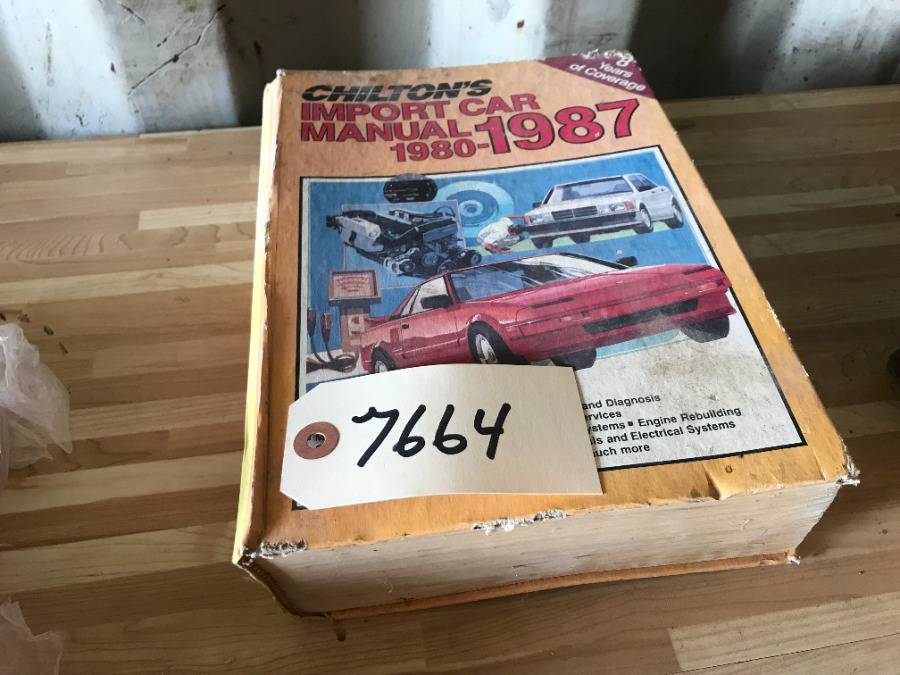 8
Years
of Coverage
CHILTON'S
IMPORT CAR
MANUAL
1980-1987
and Diagnosis
ervices
ystems ▪ Engine Rebuilding
ls and Electrical Systems
uch more
7664